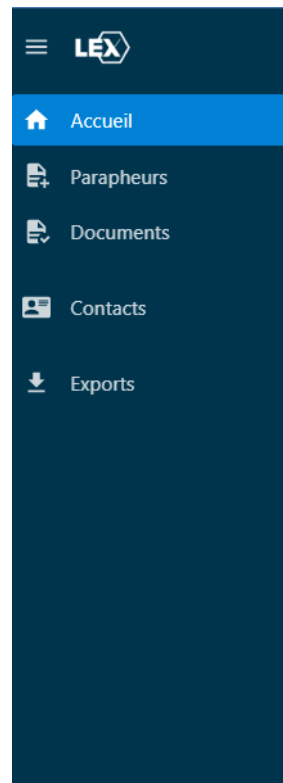 LEX
Accueil
Parapheurs
Documents
Contacts
Exports